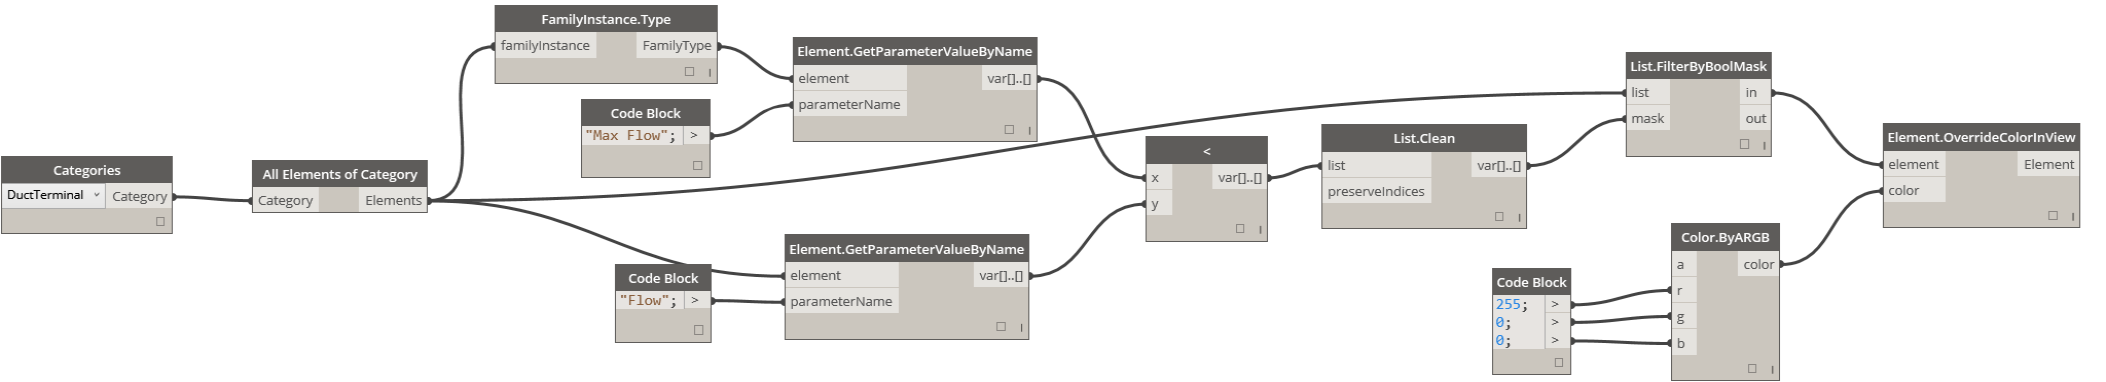 Categories
DuctTerminal
Category
All Elements of Category
Category
Elements
FamilyInstance.Type
familyInstance
FamilyType
Code Block
"Max Flow";
>
Element.GetParameterValueByName
element
var[]..[]
parameterName
Code Block
"Flow";
>
Element.GetParameterValueByName
element
var[]..[]
parameterName
<
x
var[]..[]
y
List.Clean
list
var[]..[]
preserveIndices
List.FilterByBoolMask
list
in
mask
out
Code Block
255; >
0; >
0; >
Color.ByARGB
a
color
r
g
b
Element.OverrideColorInView
element
Element
color